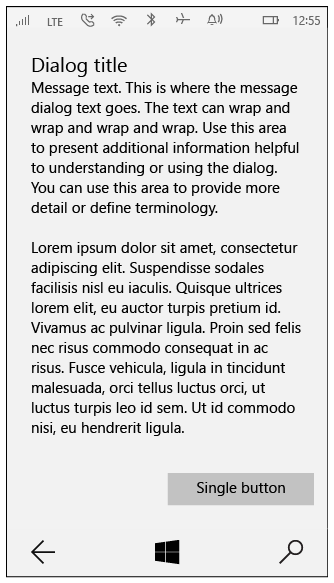 LTE 12:55
Dialog title
Message text. This is where the message
dialog text goes. The text can wrap and
wrap and wrap and wrap. Use this area
to present additional information helpful
to understanding or using the dialog.
You can use this area to provide more
detail or define terminology.
Lorem ipsum dolor sit amet, consectetur
adipiscing elit. Suspendisse sodales
facilisis nisl eu iaculis. Quisque ultrices
lorem elit, eu auctor turpis pretium id.
Vivamus ac pulvinar ligula. Proin sed felis
nec risus commodo consequat in ac
risus. Fusce vehicula, ligula in tincidunt
malesuada, orci tellus luctus orci, ut
luctus turpis leo id sem. Ut id commodo
nisi, eu hendrerit ligula.
Single button